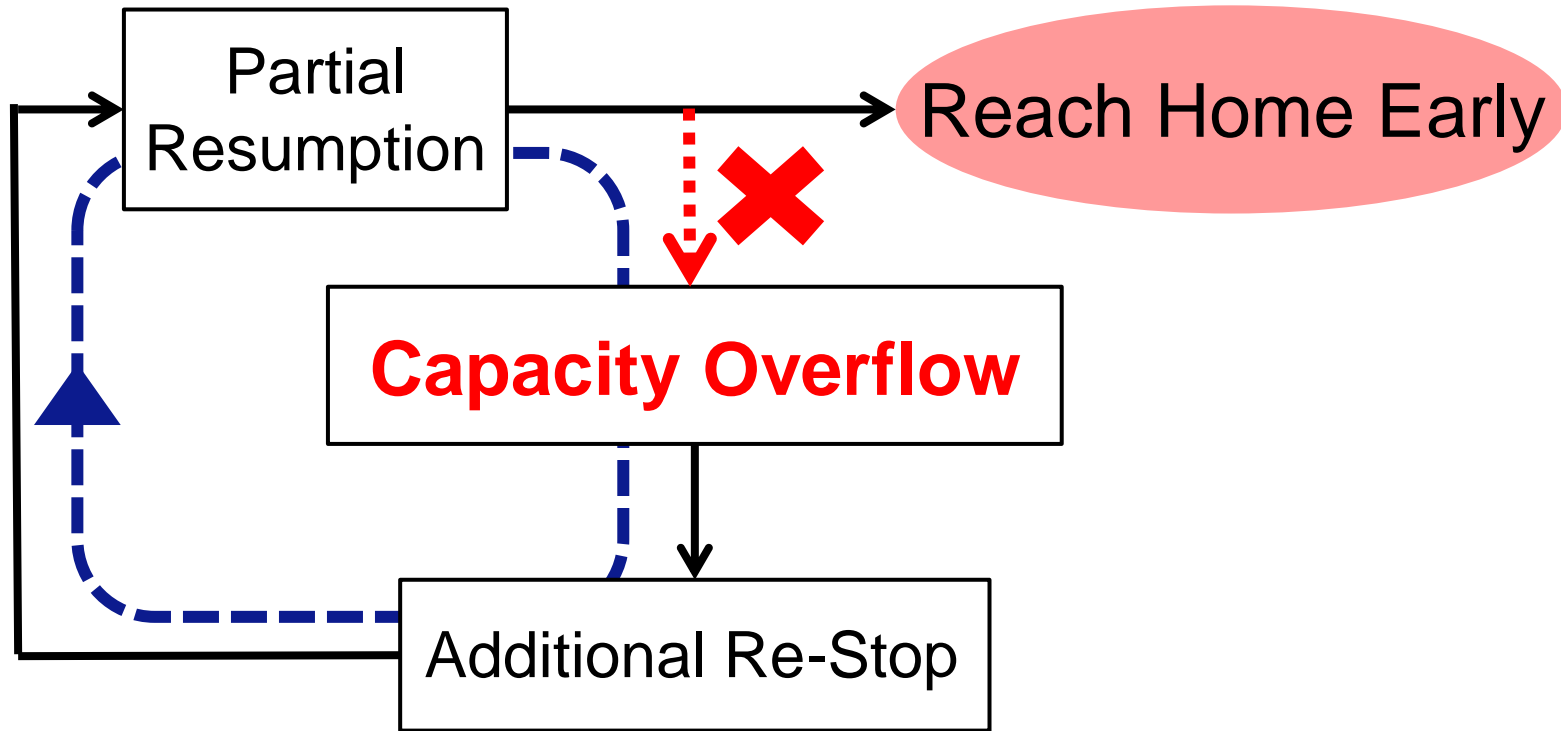 Partial
Resumption
Reach Home Early
Capacity Overflow
Additional Re-Stop